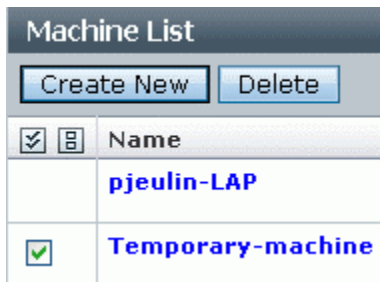 Machine List
Create New Delete
Name
pjeulin-LAP
Temporary-machine